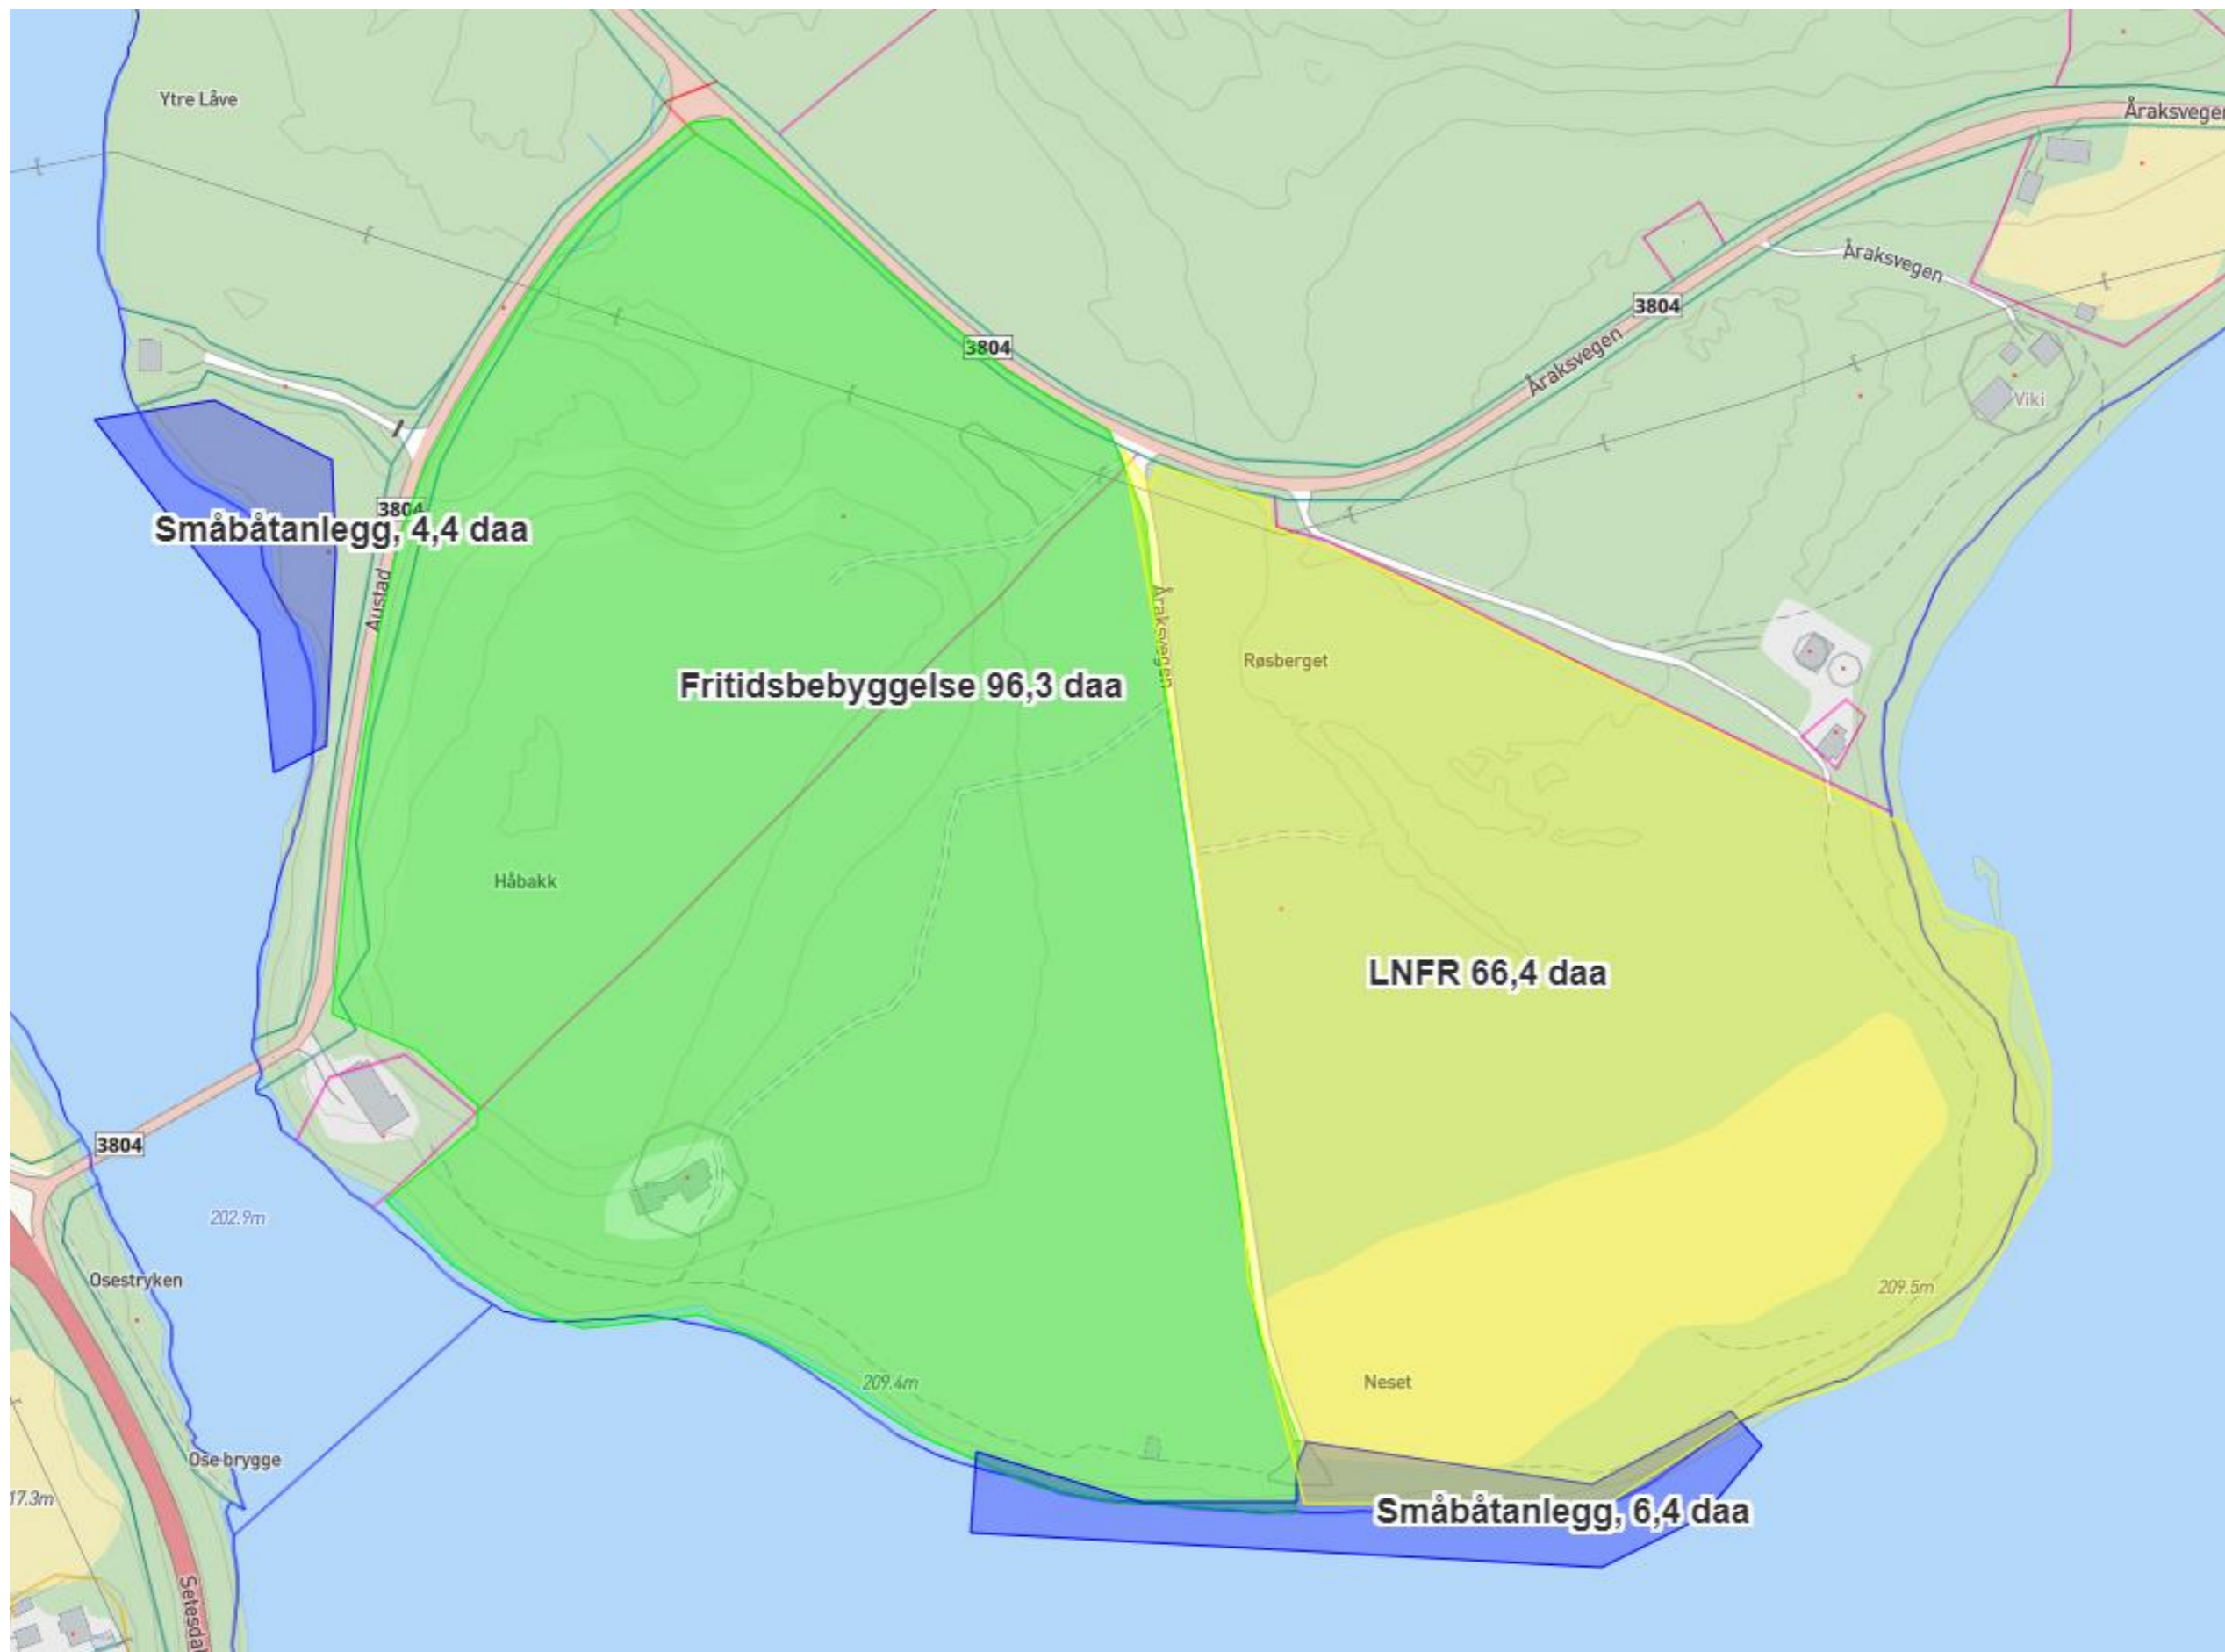 Ytre Låve
Åraksvegen
Åraksvegen
3804
3804
Åraksvegen
Viki
3804
Småbåtanlegg, 4,4 daa
Austad
Åraksvegen
Røsberget
Fritidsbebyggelse 96,3 daa
Håbakk
LNFR 66,4 daa
3804
202.9m
Osestryken
209.5m
209.4m
Neset
Ose brygge
17.3m
Småbåtanlegg, 6,4 daa
Setesdal